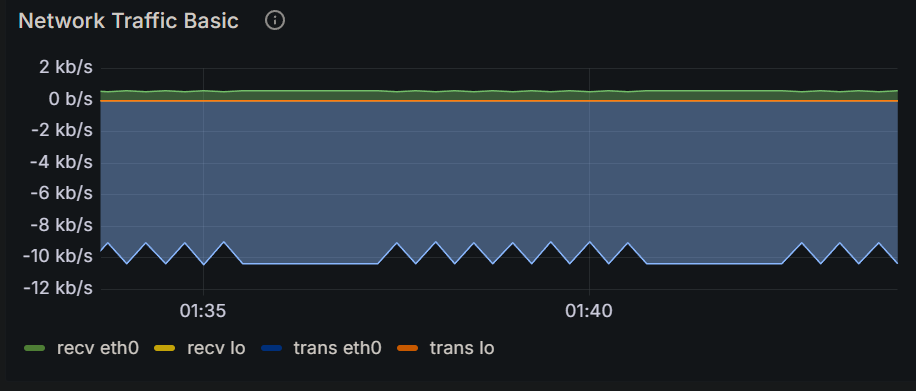 Network Traffic Basic
2 kb/s
0 b/s
-2 kb/s
-4 kb/s
-6 kb/s
-8 kb/s
-10 kb/s
-12 kb/s
01:35 01:40
recv eth0 recv lo trans eth0 trans lo